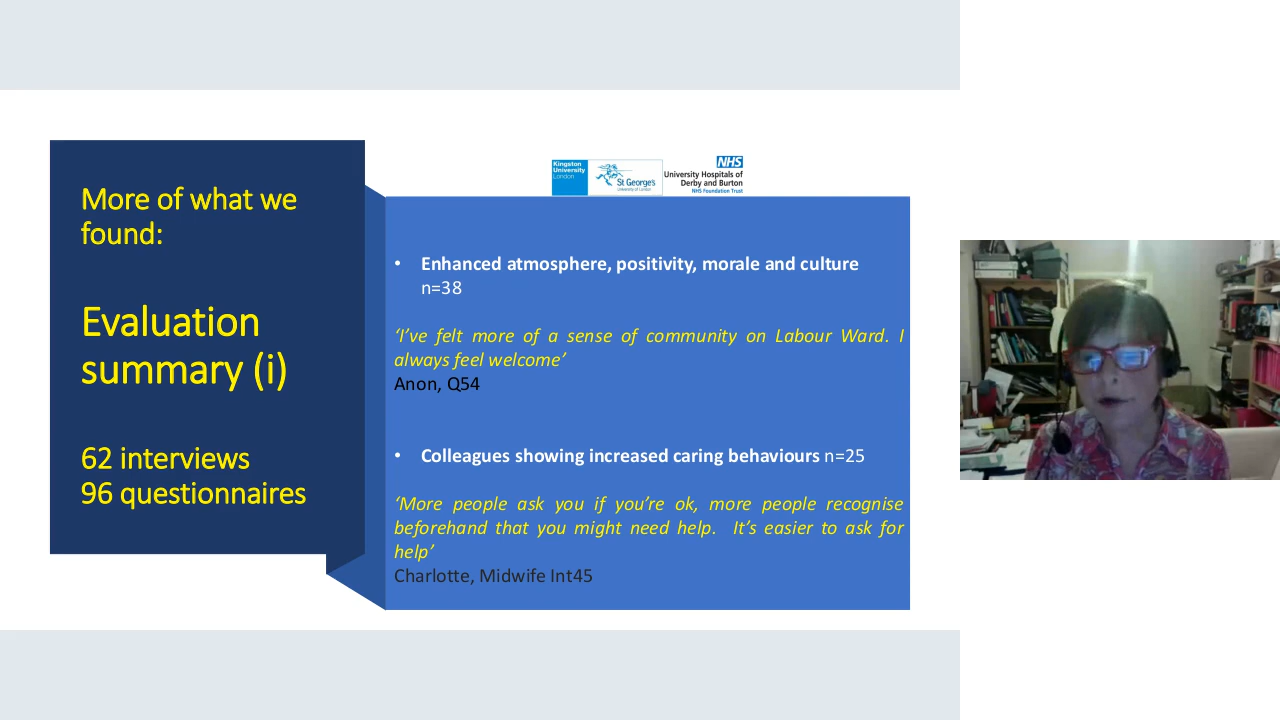 More of what we
found:
Evaluation
summary (i)
62 interviews
96 questionnaires
Kingston
University
London
St George's
University of London
NHS
University Hospitals of
Derby and Burton
NHS Foundation Trust
• Enhanced atmosphere, positivity, morale and culture
n=38
‘I’ve felt more of a sense of community on Labour Ward. I
always feel welcome’
Anon, Q54
• Colleagues showing increased caring behaviours n=25
‘More people ask you if you’re ok, more people recognise
beforehand that you might need help. It’s easier to ask for
help’
Charlotte, Midwife Int45